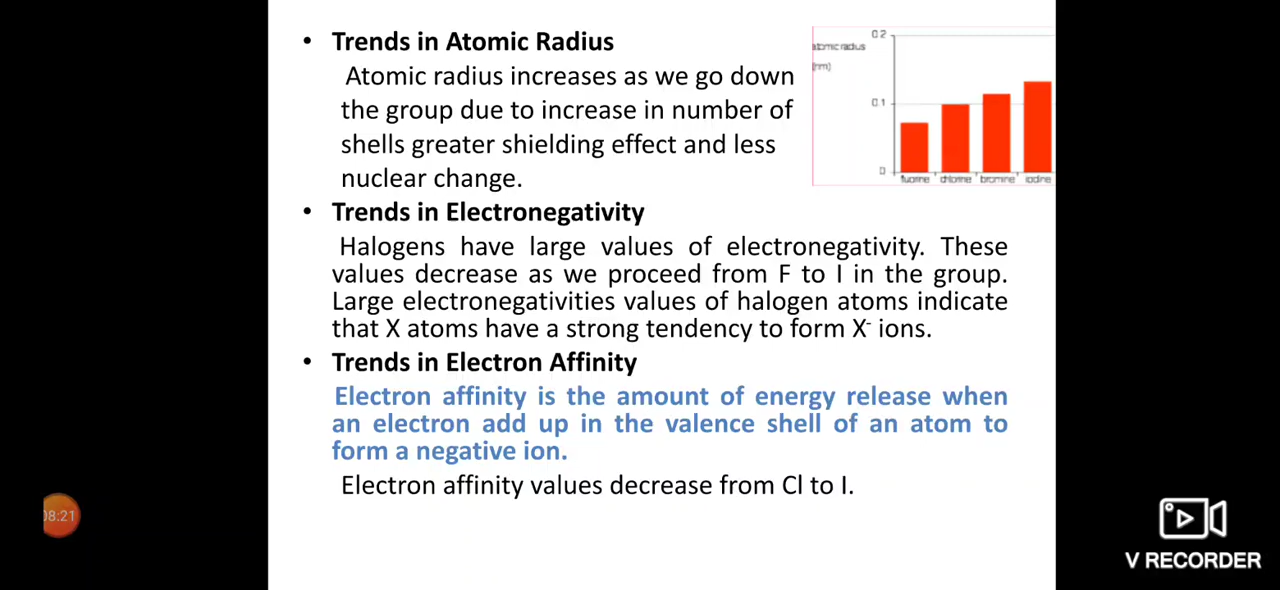 • Trends in Atomic Radius
Atomic radius increases as we go down
the group due to increase in number of
shells greater shielding effect and less
nuclear change.
atomic radius
(nm)
0.2
0.1
0
fluorine chlorine bromine iodine
• Trends in Electronegativity
Halogens have large values of electronegativity. These
values decrease as we proceed from F to I in the group.
Large electronegativities values of halogen atoms indicate
that X atoms have a strong tendency to form X⁻ ions.
• Trends in Electron Affinity
Electron affinity is the amount of energy release when
an electron add up in the valence shell of an atom to
form a negative ion.
Electron affinity values decrease from Cl to I.
08:21
V RECORDER